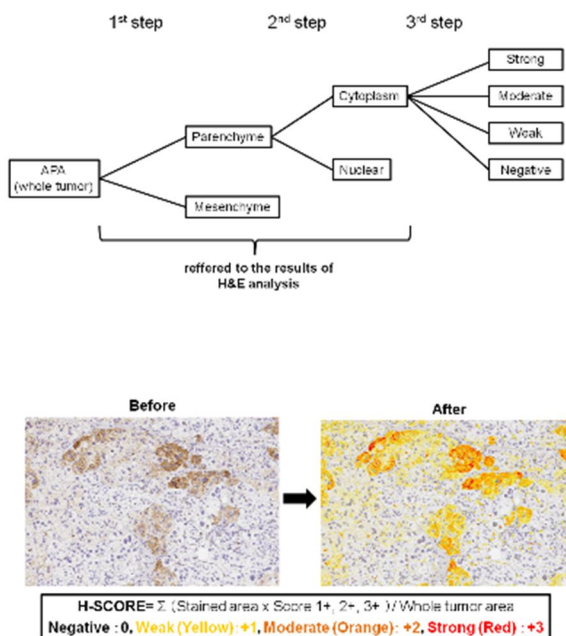 1st step 2nd step 3rd step
Strong
Cytoplasm Moderate
Parenchyme Weak
APA
(whole tumor) Nuclear Negative
Mesenchyme
reffered to the results of
H&E analysis
Before After
H-SCORE= Σ (Stained area x Score 1+, 2+, 3+) / Whole tumor area
Negative : 0, Weak (Yellow) : +1, Moderate (Orange) : +2, Strong (Red) : +3